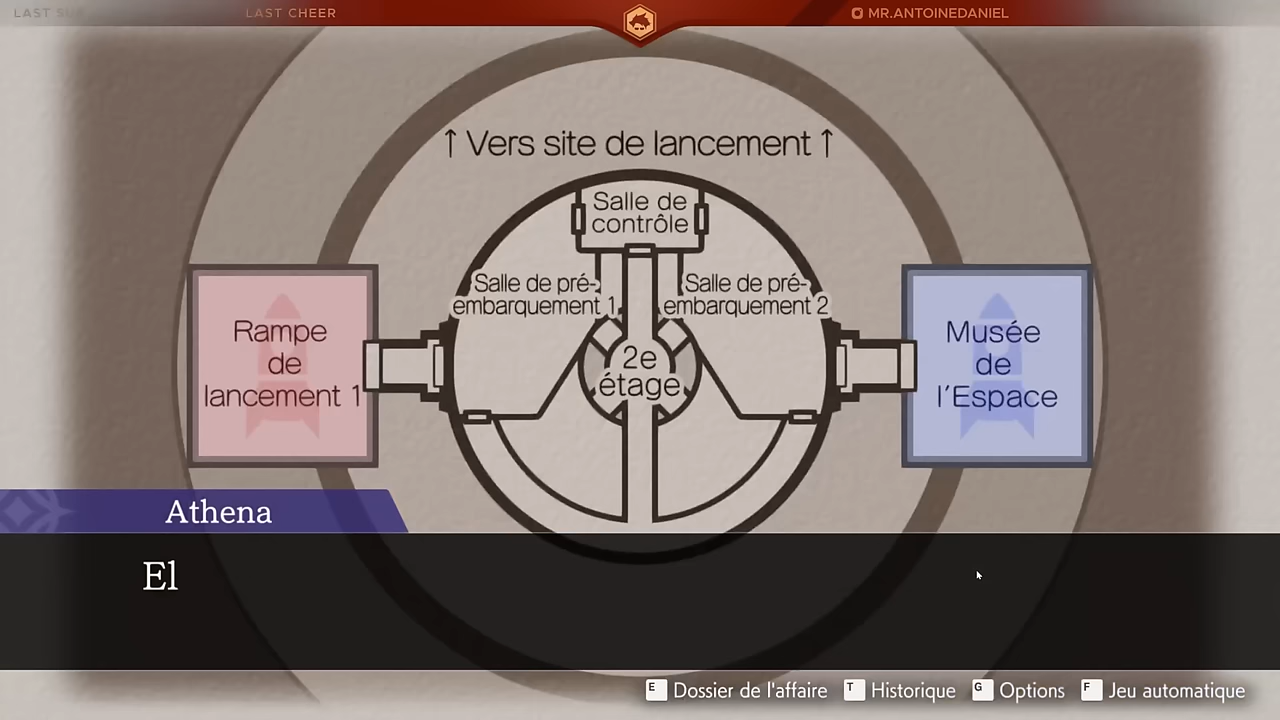 LAST SUB
LAST CHEER
MR.ANTOINEDANIEL
↑ Vers site de lancement ↑
Salle de
contrôle
Salle de pré-
embarquement 1
Salle de pré-
embarquement 2
2e
étage
Rampe
de
lancement 1
Musée
de
l'Espace
Athena
El
E Dossier de l'affaire
T Historique
G Options
F Jeu automatique